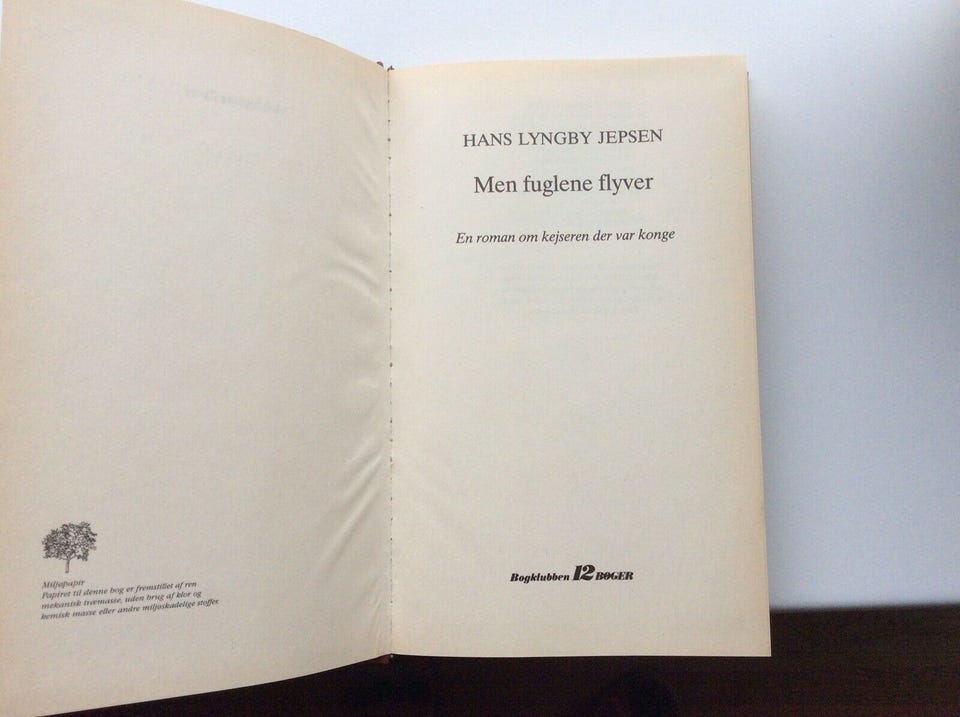 Miljøpapir
Papiret til denne bog er fremstillet af ren
mekanisk træmasse, uden brug af klor og
kemisk masse eller andre miljøskadelige stoffer.
HANS LYNGBY JEPSEN
Men fuglene flyver
En roman om kejseren der var konge
Bogklubben 12 BØGER